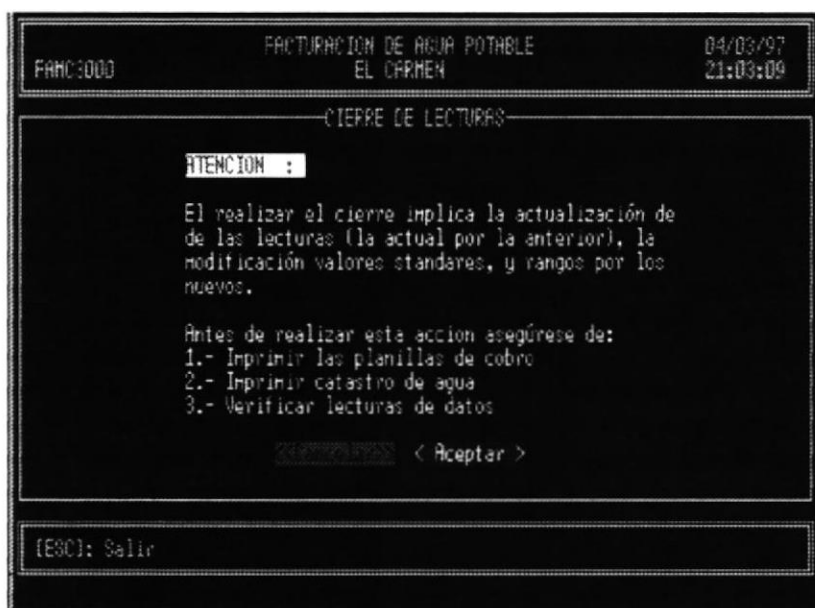 FACTURACION DE AGUA POTABLE
04/03/97
FAMC3000
EL CARMEN
21:03:09
CIERRE DE LECTURAS
ATENCION :
El realizar el cierre implica la actualización de
de las lecturas (la actual por la anterior), la
modificación valores standares, y rangos por los
nuevos.
Antes de realizar esta accion asegúrese de:
1.- Imprimir las planillas de cobro
2.- Imprimir catastro de agua
3.- Verificar lecturas de datos
< Aceptar >
[ESC]: Salir